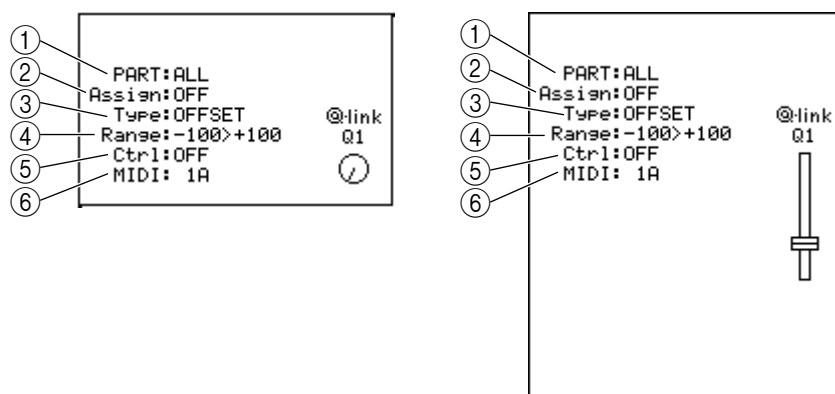 ① PART:ALL
② Assign:OFF
③ Type:OFFSET
④ Range:-100>+100
⑤ Ctrl:OFF
⑥ MIDI: 1A
@:link
Q1
① PART:ALL
② Assign:OFF
③ Type:OFFSET
④ Range:-100>+100
⑤ Ctrl:OFF
⑥ MIDI: 1A
@:link
Q1